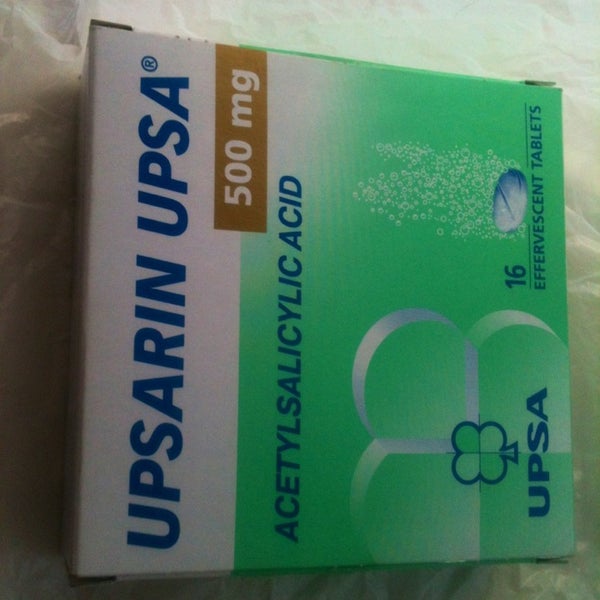 UPSARIN UPSA®
500 mg
ACETYLSALICYLIC ACID
16
EFFERVESCENT TABLETS
UPSA